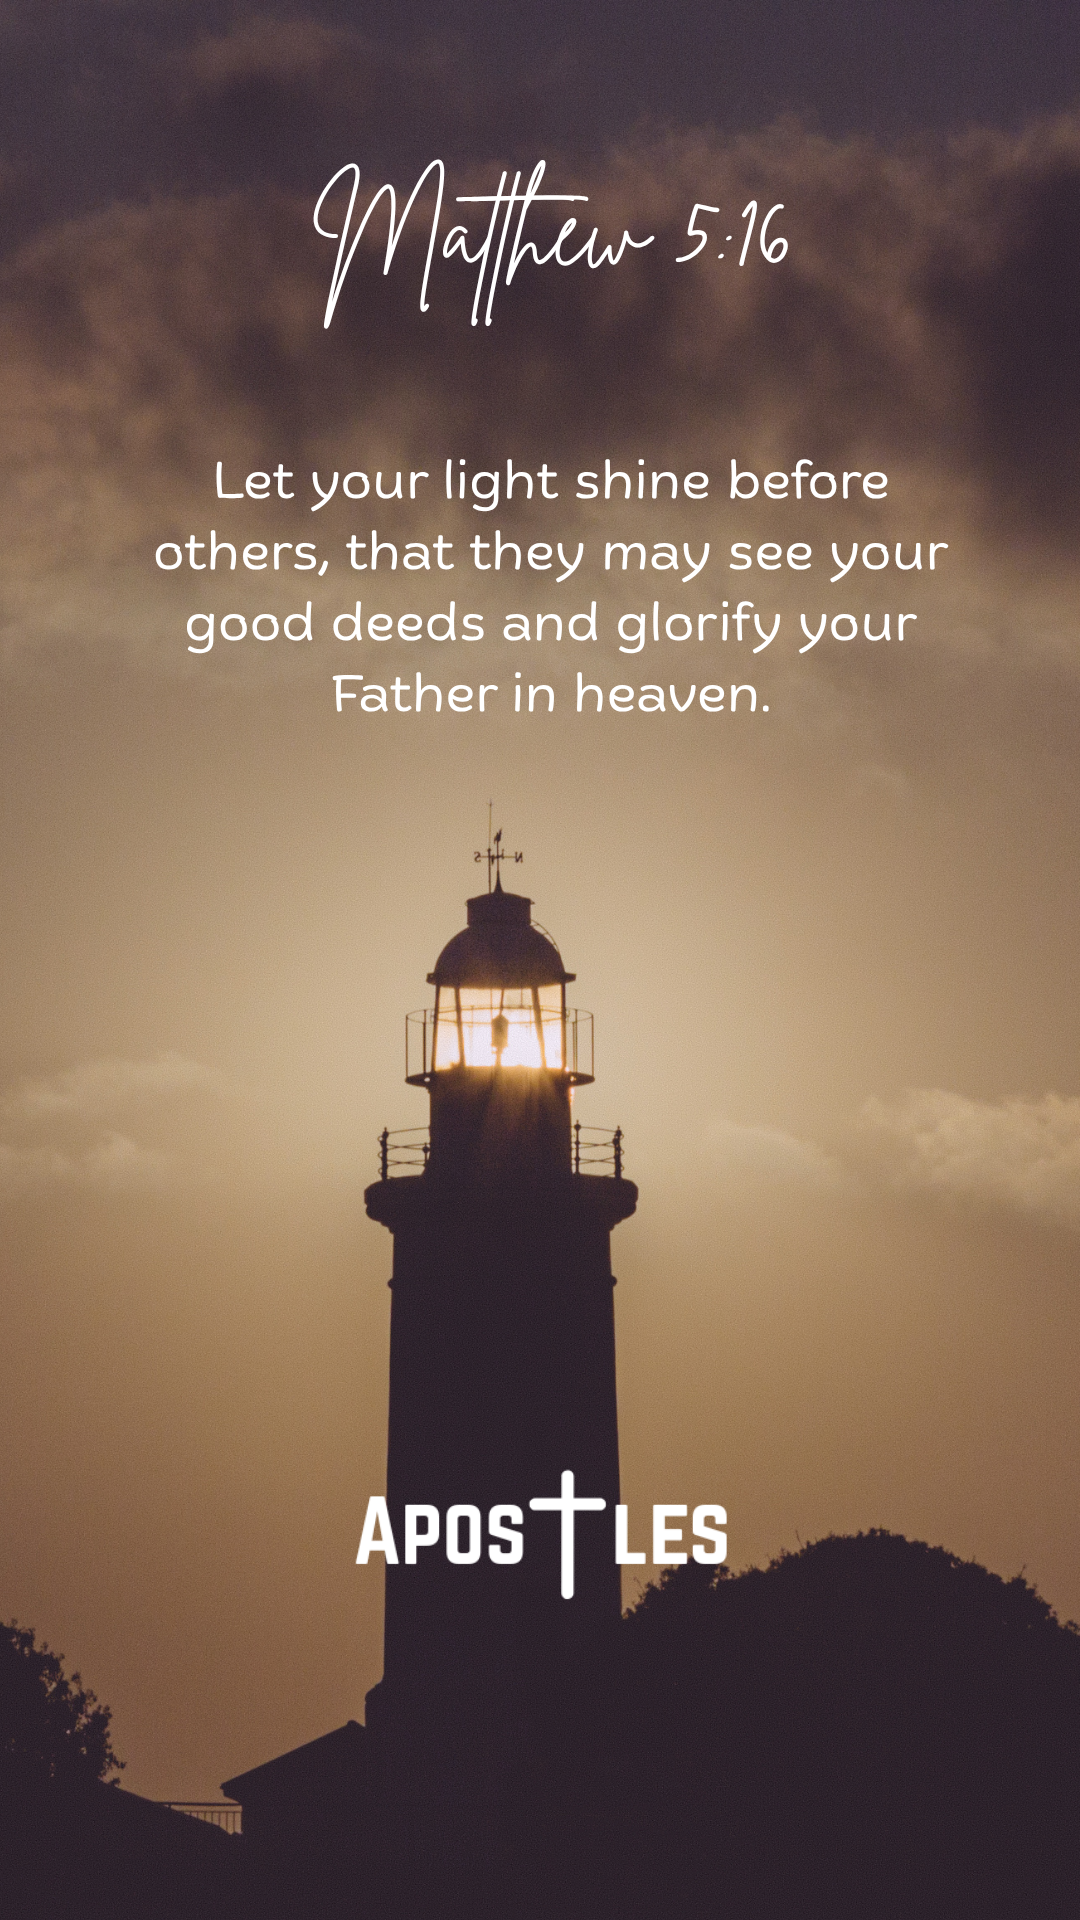 Matthew 5:16
Let your light shine before
others, that they may see your
good deeds and glorify your
Father in heaven.
S N
APOSTLES